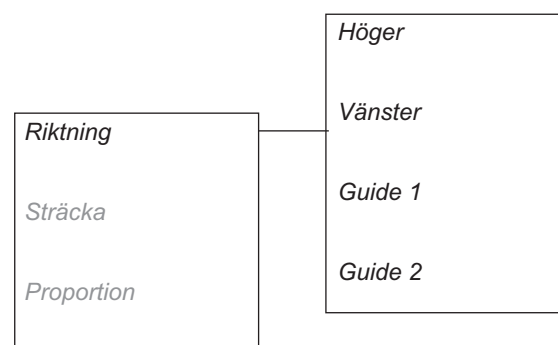 Riktning
Sträcka
Proportion
Höger
Vänster
Guide 1
Guide 2